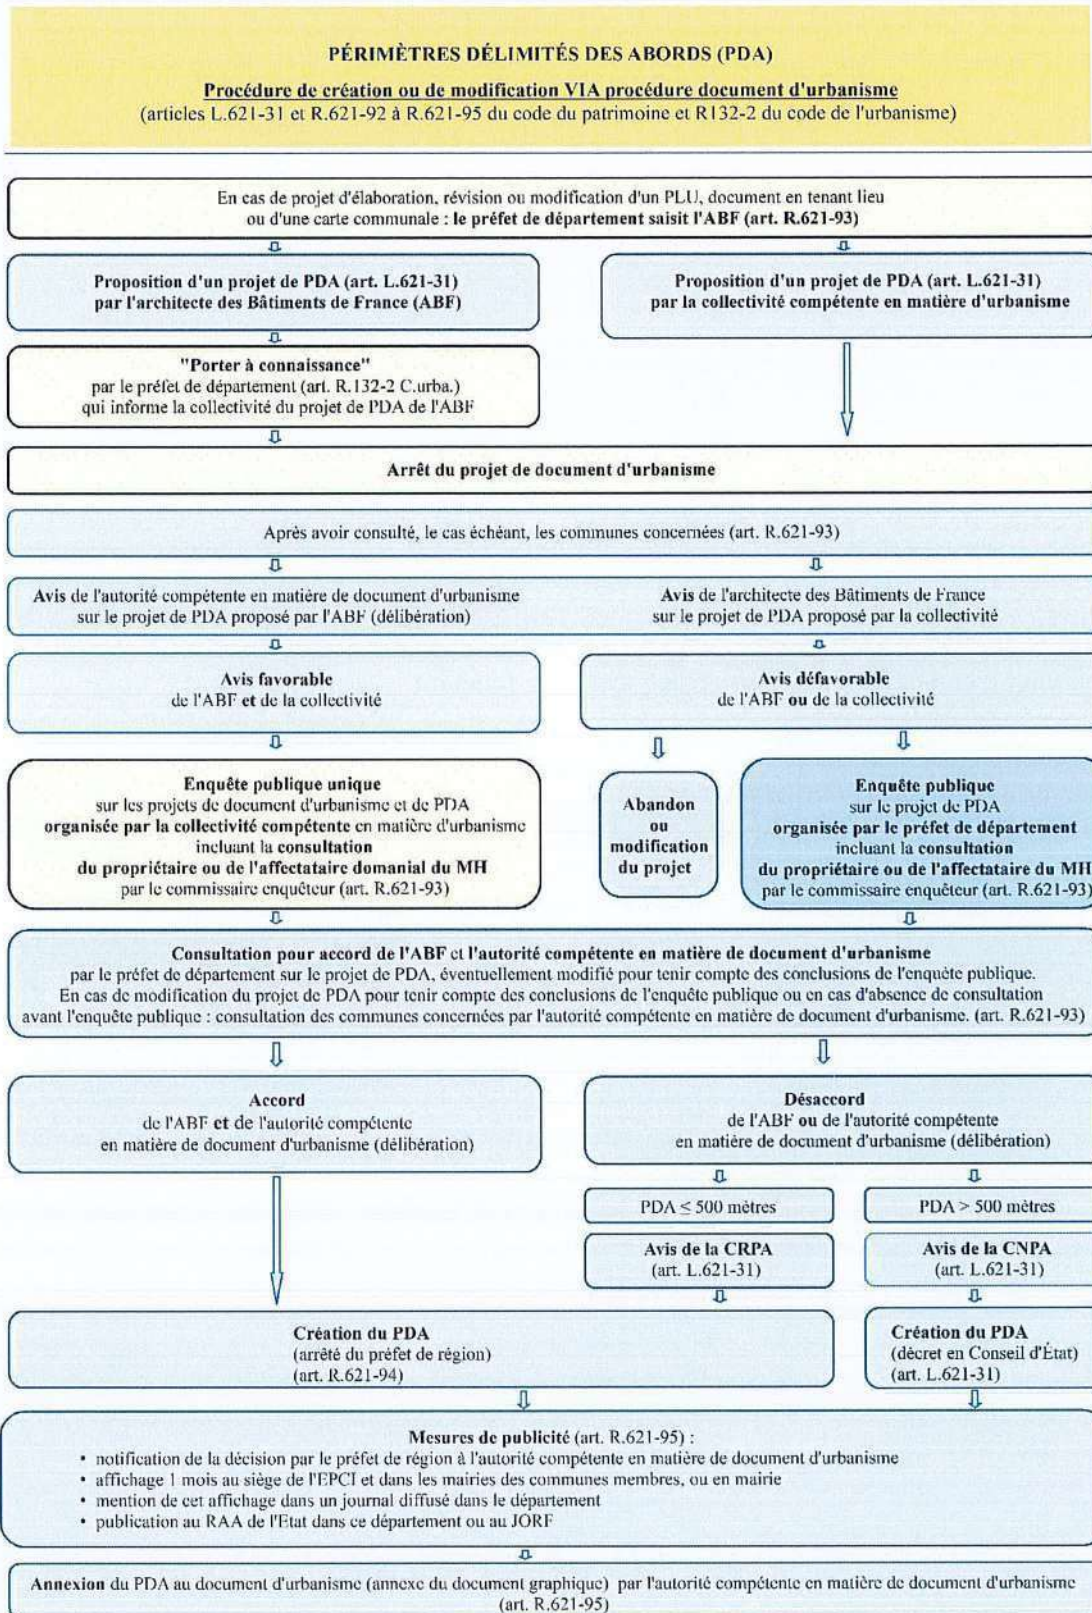 PÉRIMÈTRES DÉLIMITÉS DES ABORDS (PDA)
Procédure de création ou de modification VIA procédure document d'urbanisme
(articles L.621-31 et R.621-92 à R.621-95 du code du patrimoine et R132-2 du code de l'urbanisme)
En cas de projet d'élaboration, révision ou modification d'un PLU, document en tenant lieu
ou d'une carte communale : le préfet de département saisit l'ABF (art. R.621-93)
Proposition d'un projet de PDA (art. L.621-31)
par l'architecte des Bâtiments de France (ABF)
Proposition d'un projet de PDA (art. L.621-31)
par la collectivité compétente en matière d'urbanisme
"Porter à connaissance"
par le préfet de département (art. R.132-2 C.urba.)
qui informe la collectivité du projet de PDA de l'ABF
Arrêt du projet de document d'urbanisme
Après avoir consulté, le cas échéant, les communes concernées (art. R.621-93)
Avis de l'autorité compétente en matière de document d'urbanisme
sur le projet de PDA proposé par l'ABF (délibération)
Avis de l'architecte des Bâtiments de France
sur le projet de PDA proposé par la collectivité
Avis favorable
de l'ABF et de la collectivité
Avis défavorable
de l'ABF ou de la collectivité
Enquête publique unique
sur les projets de document d'urbanisme et de PDA
organisée par la collectivité compétente en matière d'urbanisme
incluant la consultation
du propriétaire ou de l'affectataire domanial du MH
par le commissaire enquêteur (art. R.621-93)
Abandon
ou
modification
du projet
Enquête publique
sur le projet de PDA
organisée par le préfet de département
incluant la consultation
du propriétaire ou de l'affectataire du MH
par le commissaire enquêteur (art. R.621-93)
Consultation pour accord de l'ABF et l'autorité compétente en matière de document d'urbanisme
par le préfet de département sur le projet de PDA, éventuellement modifié pour tenir compte des conclusions de l'enquête publique.
En cas de modification du projet de PDA pour tenir compte des conclusions de l'enquête publique ou en cas d'absence de consultation
avant l'enquête publique : consultation des communes concernées par l'autorité compétente en matière de document d'urbanisme. (art. R.621-93)
Accord
de l'ABF et de l'autorité compétente
en matière de document d'urbanisme (délibération)
Désaccord
de l'ABF ou de l'autorité compétente
en matière de document d'urbanisme (délibération)
PDA ≤ 500 mètres
PDA > 500 mètres
Avis de la CRPA
(art. L.621-31)
Avis de la CNPA
(art. L.621-31)
Création du PDA
(arrêté du préfet de région)
(art. R.621-94)
Création du PDA
(décret en Conseil d'État)
(art. L.621-31)
Mesures de publicité (art. R.621-95) :
• notification de la décision par le préfet de région à l'autorité compétente en matière de document d'urbanisme
• affichage 1 mois au siège de l'EPCI et dans les mairies des communes membres, ou en mairie
• mention de cet affichage dans un journal diffusé dans le département
• publication au RAA de l'Etat dans ce département ou au JORF
Annexion du PDA au document d'urbanisme (annexe du document graphique) par l'autorité compétente en matière de document d'urbanisme
(art. R.621-95)